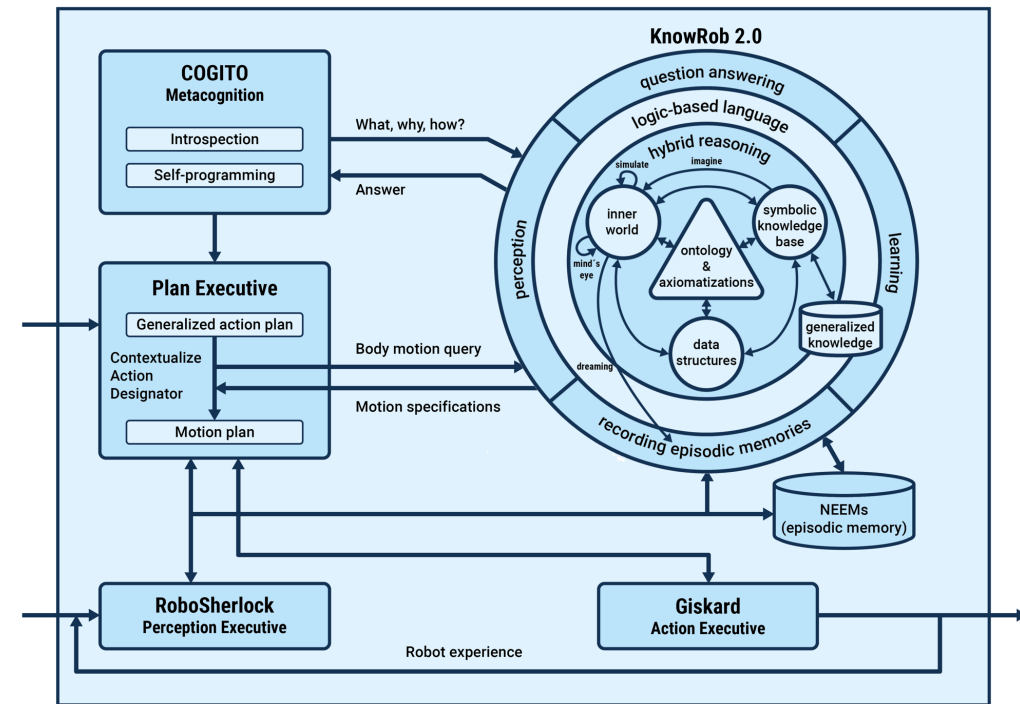 KnowRob 2.0
COGITO
Metacognition
Introspection
Self-programming
What, why, how?
Answer
question answering
logic-based language
hybrid reasoning
perception
learning
simulate
imagine
inner
world
symbolic
knowledge
base
mind´s
eye
ontology
&
axiomatizations
data
structures
generalized
knowledge
dreaming
recording episodic memories
Plan Executive
Generalized action plan
Contextualize
Action
Designator
Motion plan
Body motion query
Motion specifications
NEEMs
(episodic memory)
RoboSherlock
Perception Executive
Giskard
Action Executive
Robot experience